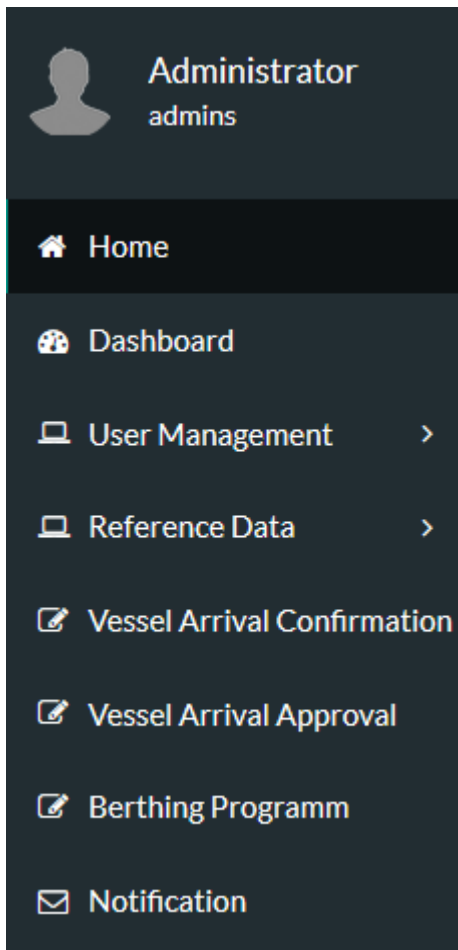 Administrator
admins
Home
Dashboard
User Management
Reference Data
Vessel Arrival Confirmation
Vessel Arrival Approval
Berthing Programm
Notification